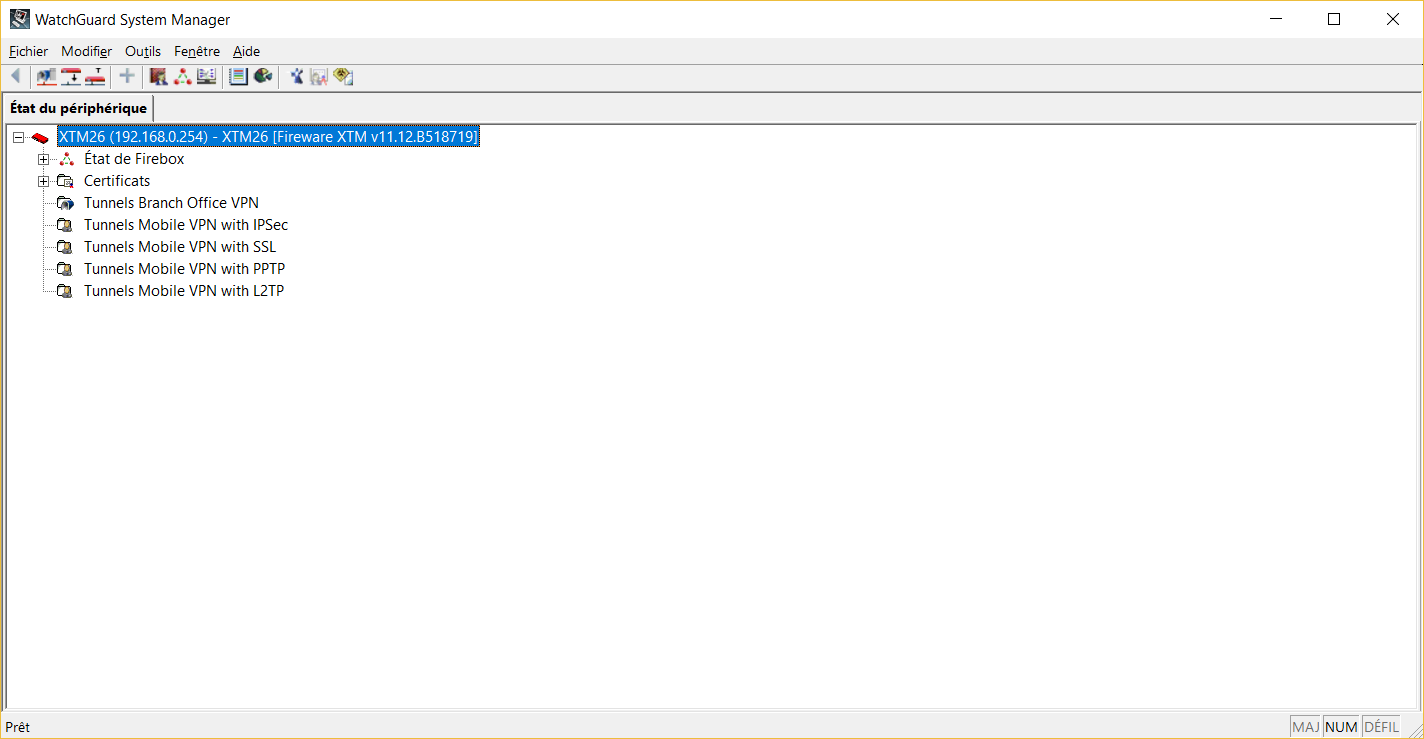 WatchGuard System Manager
Fichier Modifier Outils Fenêtre Aide
État du périphérique
XTM26 (192.168.0.254) - XTM26 [Fireware XTM v11.12.B518719]
État de Firebox
Certificats
Tunnels Branch Office VPN
Tunnels Mobile VPN with IPSec
Tunnels Mobile VPN with SSL
Tunnels Mobile VPN with PPTP
Tunnels Mobile VPN with L2TP
Prêt MAJ NUM DÉFIL